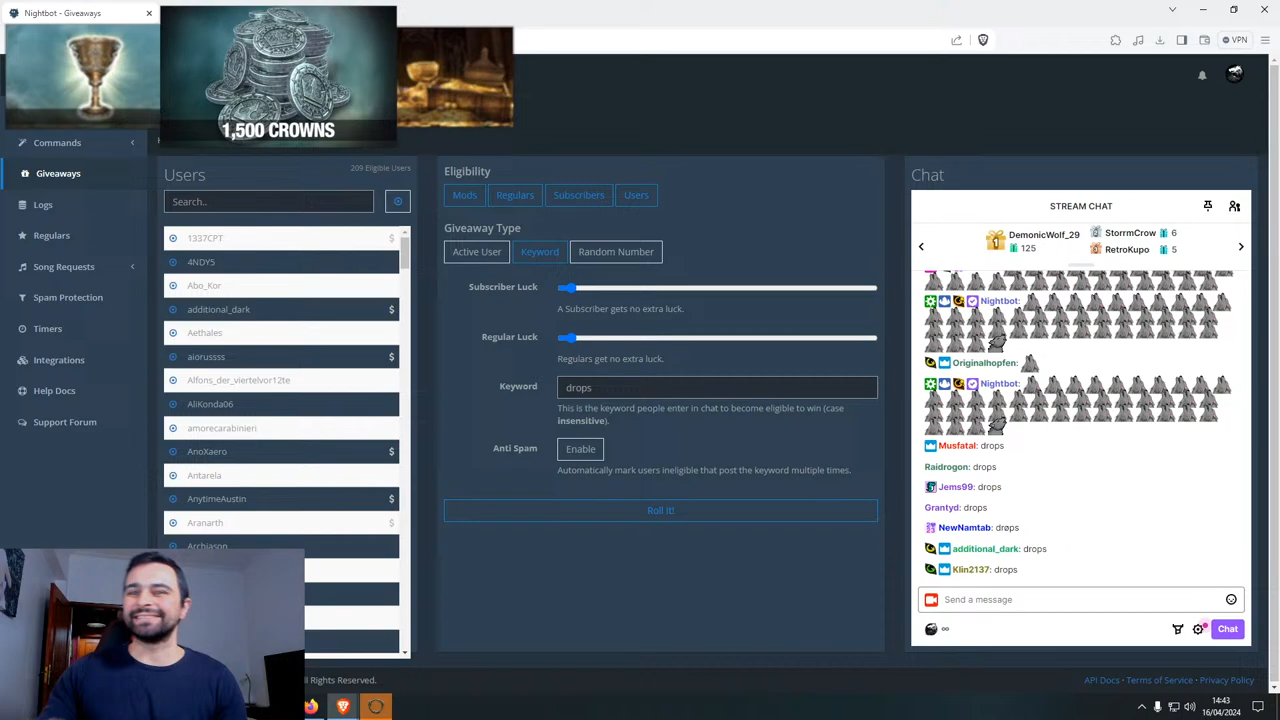 Nightbot - Giveaways
VPN
1,500 CROWNS
Commands
Giveaways
Logs
Regulars
Song Requests
Spam Protection
Timers
Integrations
Help Docs
Support Forum
Users
209 Eligible Users
Search..
1337CPT
4NDY5
Abo_Kor
additional_dark
Aethales
aiorussss
Alfons_der_viertelvor12te
AliKonda06
amorecarabinieri
AnoXaero
Antarela
AnytimeAustin
Aranarth
Archiason
Eligibility
Mods
Regulars
Subscribers
Users
Giveaway Type
Active User
Keyword
Random Number
Subscriber Luck
A Subscriber gets no extra luck.
Regular Luck
Regulars get no extra luck.
Keyword
drops
This is the keyword people enter in chat to become eligible to win (case
insensitive).
Anti Spam
Enable
Automatically mark users ineligible that post the keyword multiple times.
Roll It!
Chat
STREAM CHAT
1
DemonicWolf_29
125
StorrmCrow 6
RetroKupo 5
Nightbot:
Originalhopfen:
Nightbot:
Musfatal: drops
Raidrogon: drops
Jems99: drops
Grantyd: drops
NewNamtab: drøps
additional_dark: drops
Klin2137: drops
Send a message
∞
Chat
ll Rights Reserved.
API Docs • Terms of Service • Privacy Policy
14:43
16/04/2024